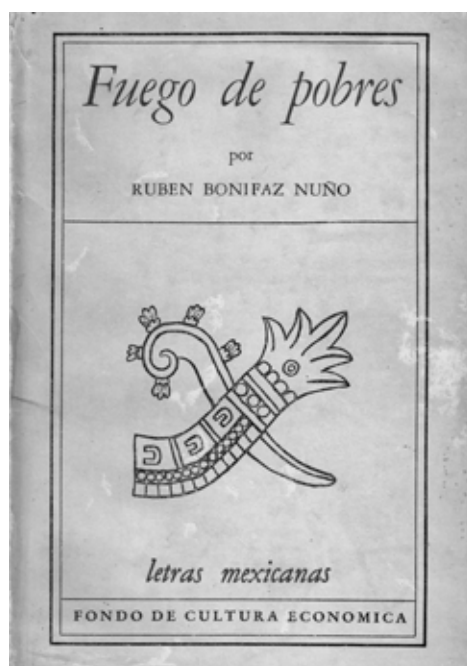 Fuego de pobres
por
RUBEN BONIFAZ NUÑO
letras mexicanas
FONDO DE CULTURA ECONOMICA